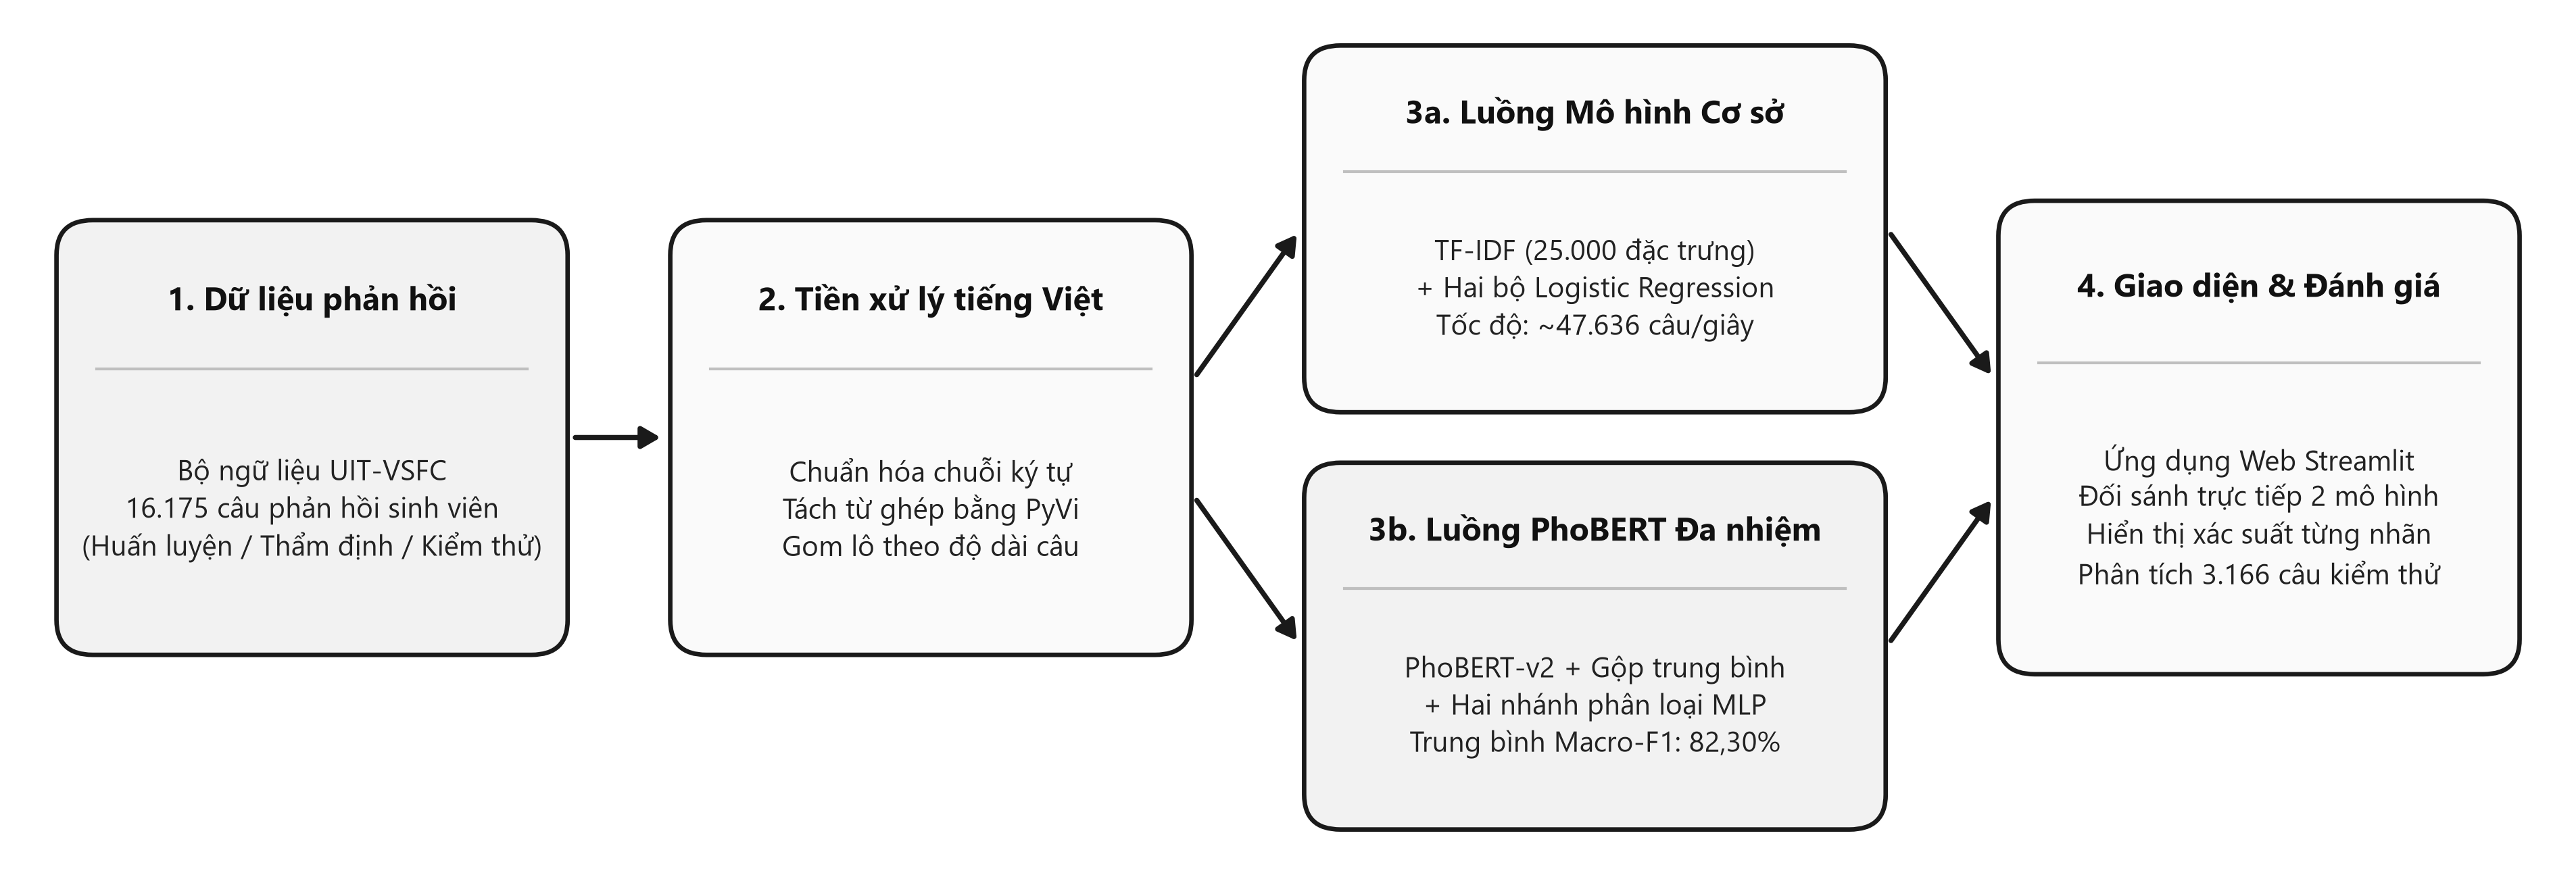 1. Dữ liệu phản hồi
Bộ ngữ liệu UIT-VSFC
16.175 câu phản hồi sinh viên
(Huấn luyện / Thẩm định / Kiểm thử)
2. Tiền xử lý tiếng Việt
Chuẩn hóa chuỗi ký tự
Tách từ ghép bằng PyVi
Gom lô theo độ dài câu
3a. Luồng Mô hình Cơ sở
TF-IDF (25.000 đặc trưng)
+ Hai bộ Logistic Regression
Tốc độ: ~47.636 câu/giây
3b. Luồng PhoBERT Đa nhiệm
PhoBERT-v2 + Gộp trung bình
+ Hai nhánh phân loại MLP
Trung bình Macro-F1: 82,30%
4. Giao diện & Đánh giá
Ứng dụng Web Streamlit
Đối sánh trực tiếp 2 mô hình
Hiển thị xác suất từng nhãn
Phân tích 3.166 câu kiểm thử